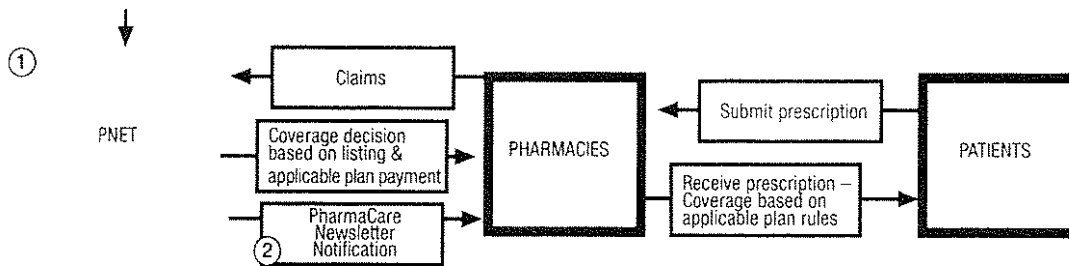 1
PNET
Claims
Coverage decision
based on listing &
applicable plan payment
PharmaCare
Newsletter
Notification
2
PHARMACIES
Submit prescription
Receive prescription –
Coverage based on
applicable plan rules
PATIENTS